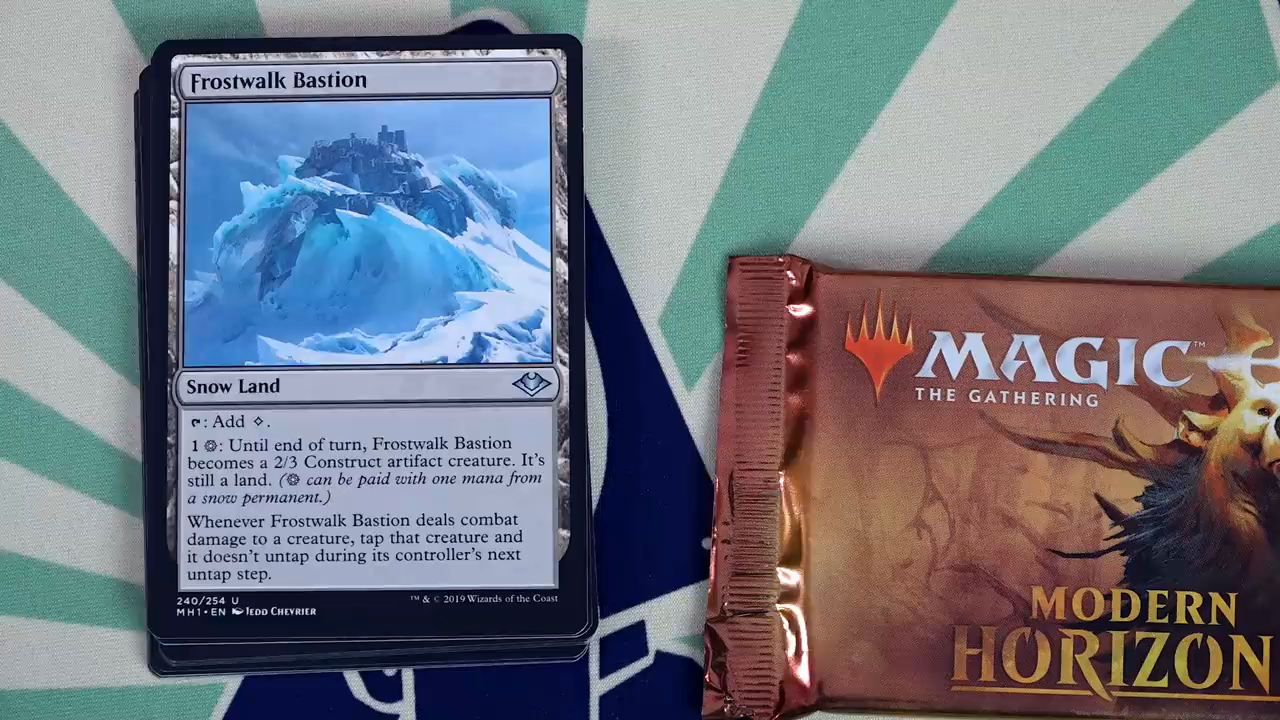 Frostwalk Bastion
Snow Land
: Add .
1 : Until end of turn, Frostwalk Bastion
becomes a 2/3 Construct artifact creature. It's
still a land. ( can be paid with one mana from
a snow permanent.)
Whenever Frostwalk Bastion deals combat
damage to a creature, tap that creature and
it doesn't untap during its controller's next
untap step.
240/254 U
MH1•EN JEDD CHEVRIER
™ & © 2019 Wizards of the Coast
MAGIC™
THE GATHERING
MODERN
HORIZON